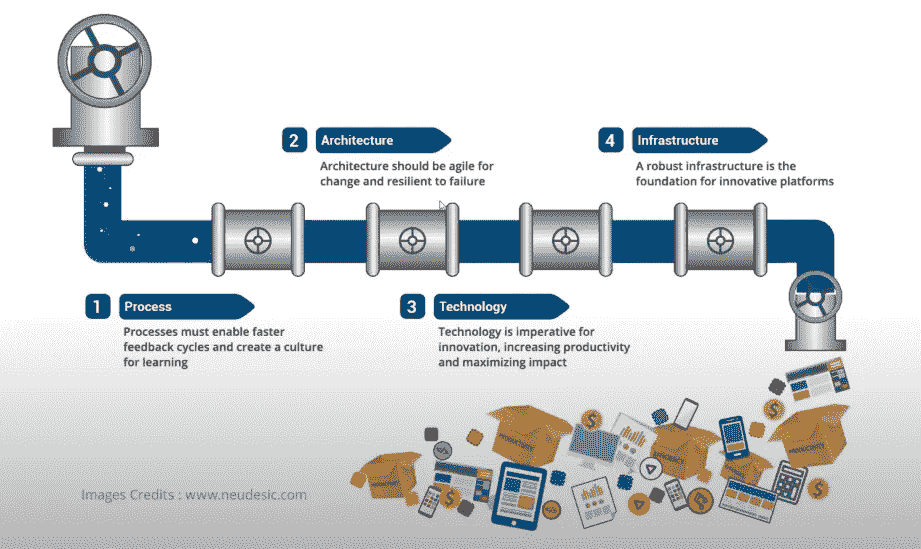 1 Process
Processes must enable faster
feedback cycles and create a culture
for learning
2 Architecture
Architecture should be agile for
change and resilient to failure
3 Technology
Technology is imperative for
innovation, increasing productivity
and maximizing impact
4 Infrastructure
A robust infrastructure is the
foundation for innovative platforms
PRODUCTIVITY
Images Credits : www.neudesic.com